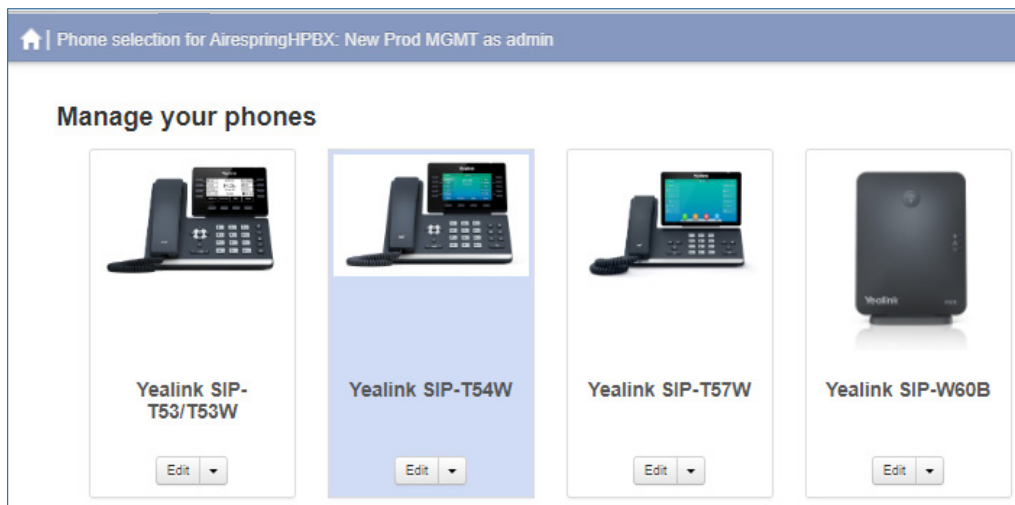 Phone selection for AirespringHPBX: New Prod MGMT as admin
Manage your phones
Yealink
Yealink SIP-
T53/T53W
Yealink SIP-T54W
Yealink SIP-T57W
Yealink SIP-W60B
Edit
Edit
Edit
Edit